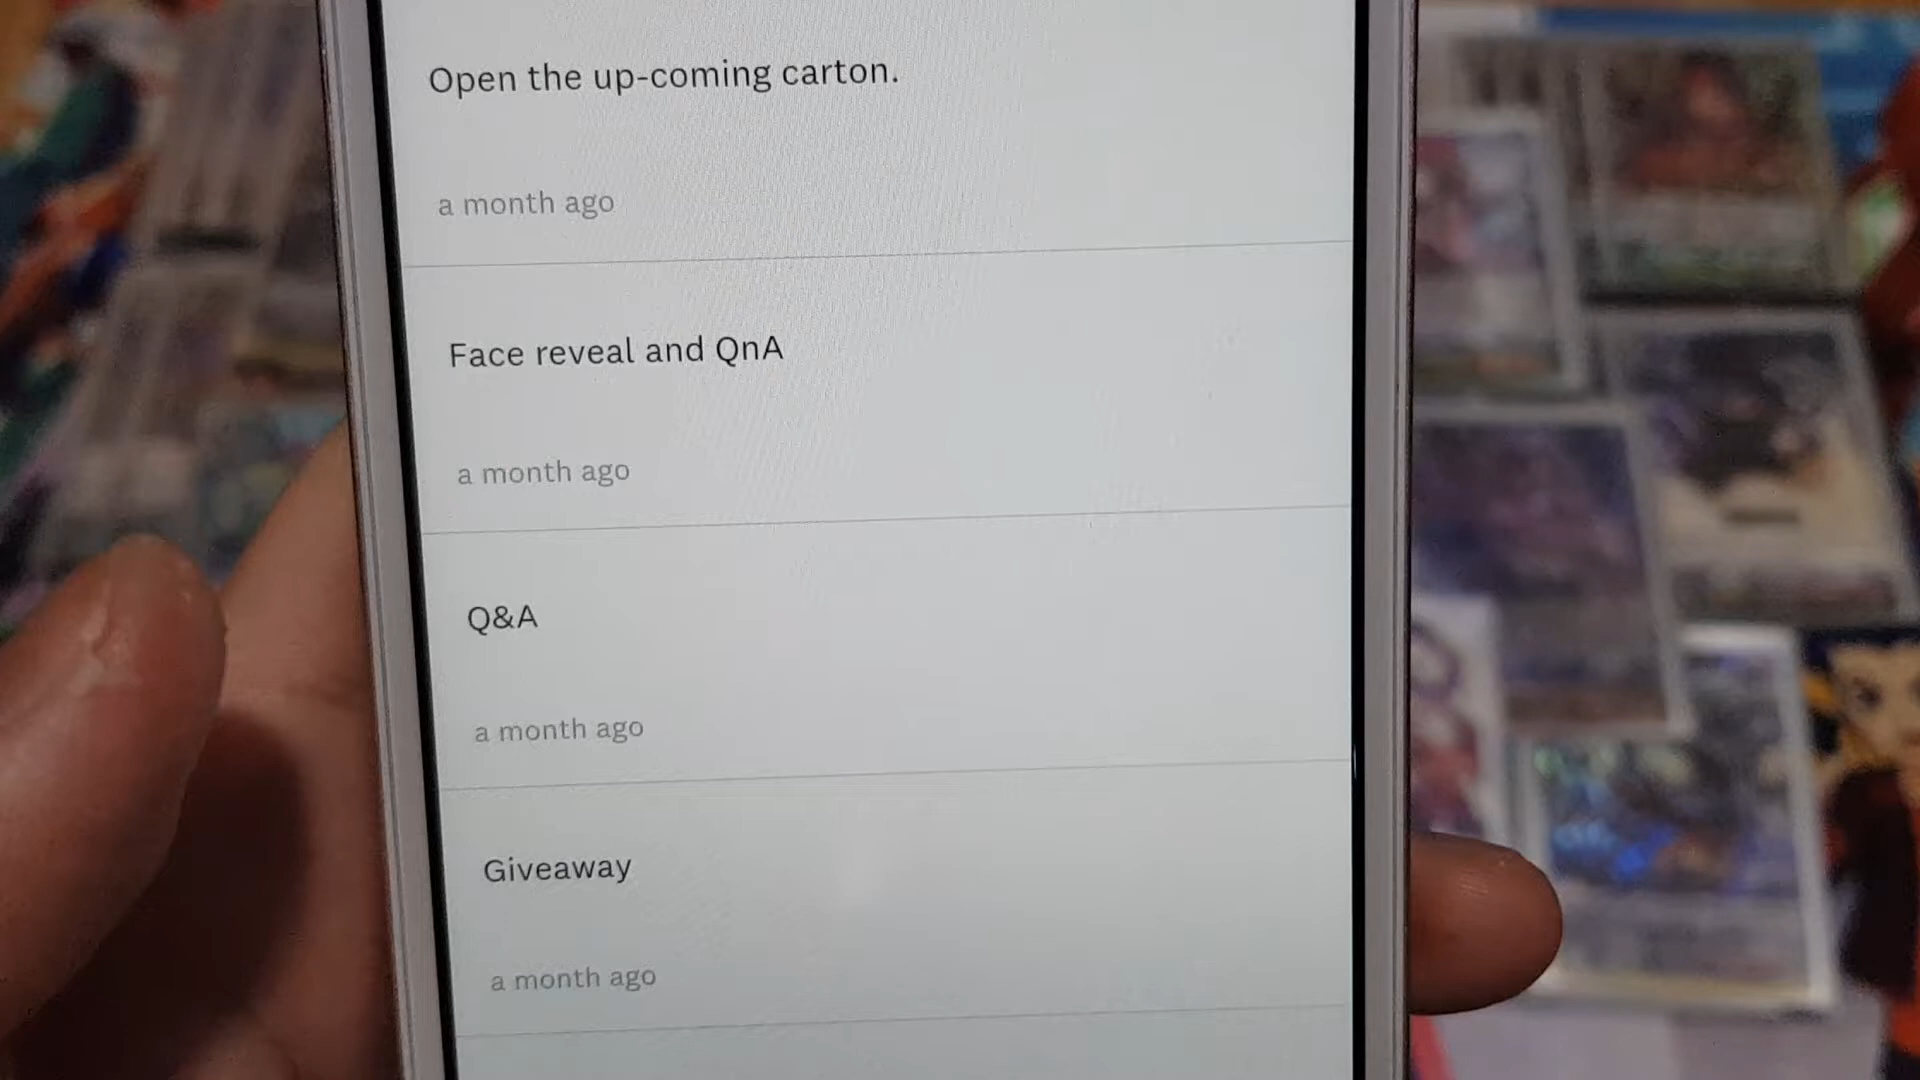 Open the up-coming carton.
a month ago
Face reveal and QnA
a month ago
Q&A
a month ago
Giveaway
a month ago